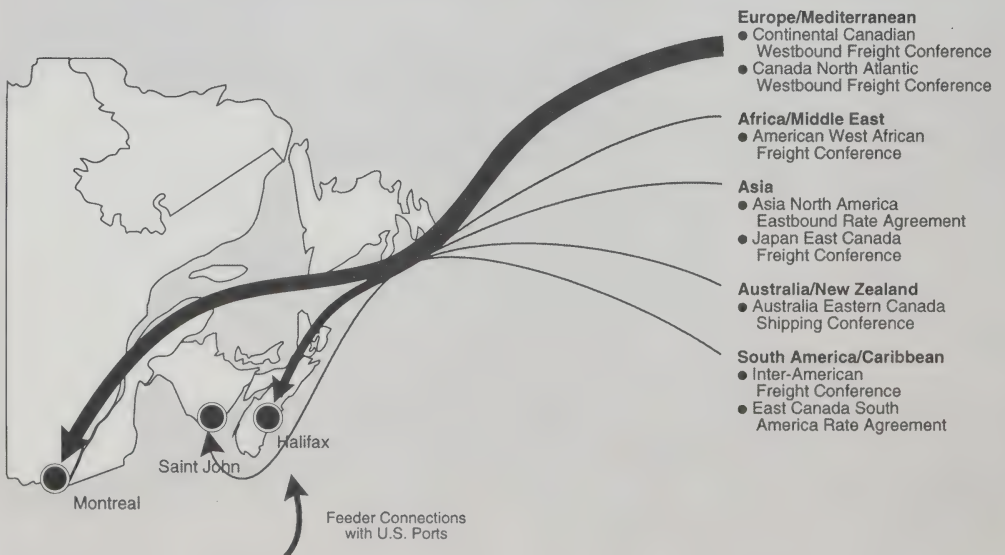 Europe/Mediterranean
● Continental Canadian
Westbound Freight Conference
● Canada North Atlantic
Westbound Freight Conference
Africa/Middle East
● American West African
Freight Conference
Asia
● Asia North America
Eastbound Rate Agreement
● Japan East Canada
Freight Conference
Australia/New Zealand
● Australia Eastern Canada
Shipping Conference
South America/Caribbean
● Inter-American
Freight Conference
● East Canada South
America Rate Agreement
Halifax
Saint John
Montreal
Feeder Connections
with U.S. Ports